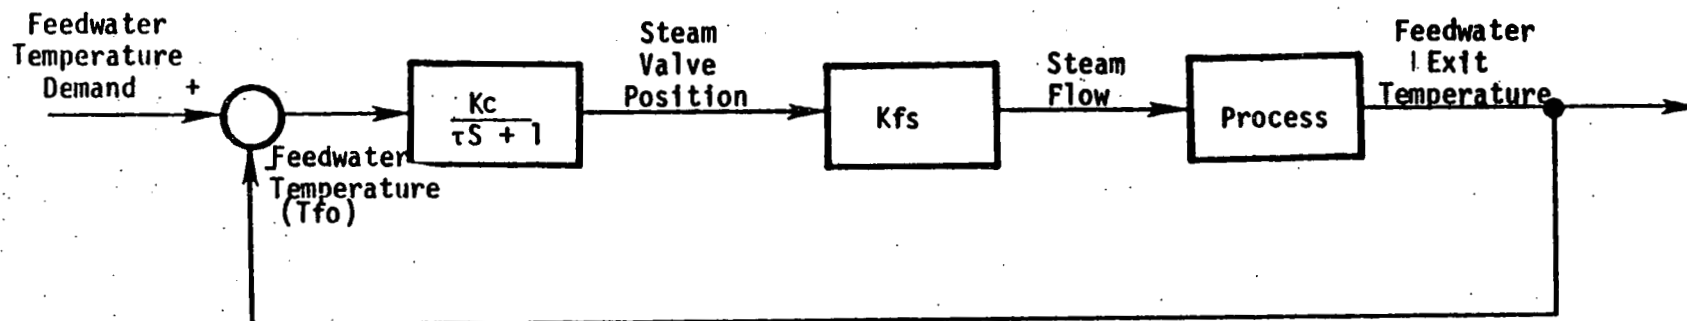 Feedwater
Temperature
Demand +
Kc
τS + 1
Steam
Valve
Position
Kfs
Steam
Flow
Process
Feedwater
Exit
Temperature
-Feedwater
Temperature
(Tfo)